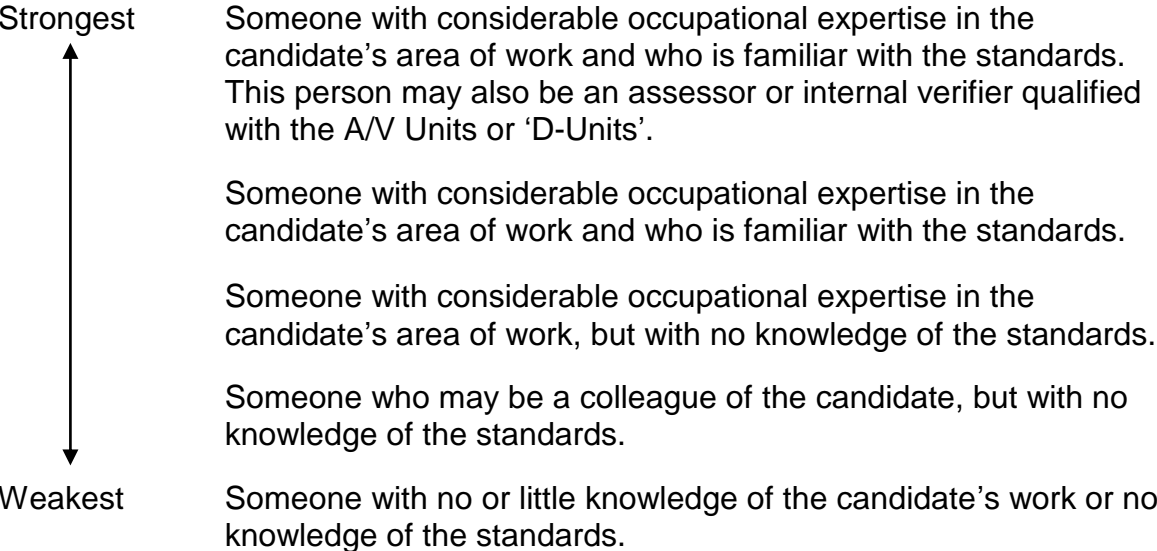 Strongest Someone with considerable occupational expertise in the
candidate's area of work and who is familiar with the standards.
This person may also be an assessor or internal verifier qualified
with the A/V Units or ‘D-Units’.
Someone with considerable occupational expertise in the
candidate’s area of work and who is familiar with the standards.
Someone with considerable occupational expertise in the
candidate’s area of work, but with no knowledge of the standards.
Someone who may be a colleague of the candidate, but with no
knowledge of the standards.
Weakest Someone with no or little knowledge of the candidate’s work or no
knowledge of the standards.